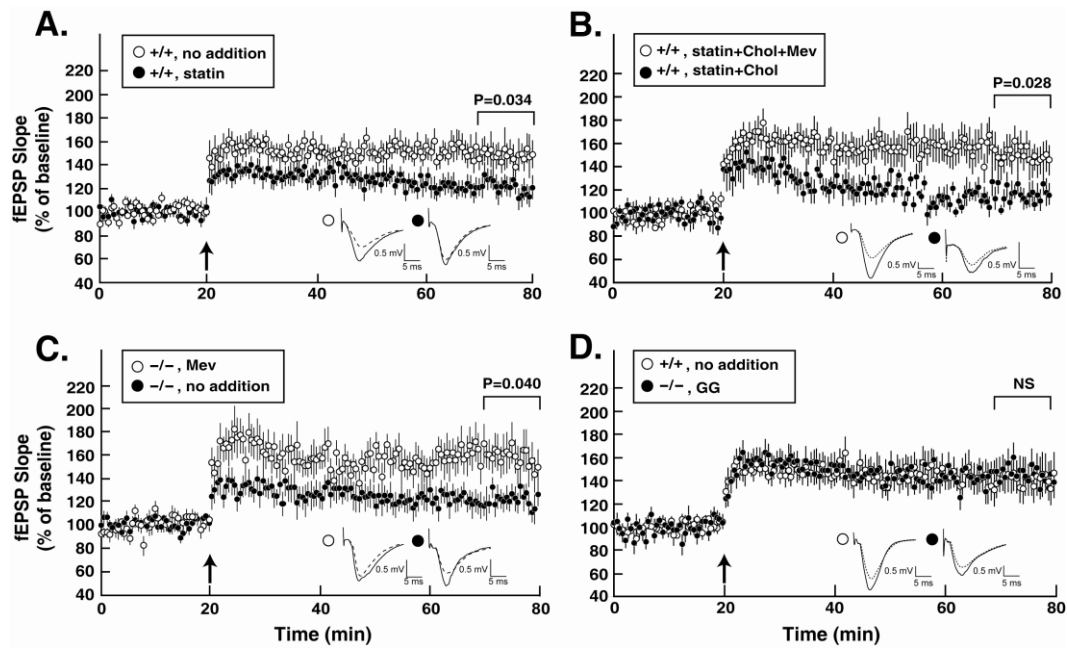 A.
+/+, no addition
+/+, statin
P=0.034
fEPSP Slope
(% of baseline)
220
200
180
160
140
120
100
80
60
40
0.5 mV
5 ms
0.5 mV
5 ms
0
20
40
60
80
B.
+/+, statin+Chol+Mev
+/+, statin+Chol
P=0.028
220
200
180
160
140
120
100
80
60
40
0.5 mV
5 ms
0.5 mV
5 ms
0
20
40
60
80
C.
−/−, Mev
−/−, no addition
P=0.040
fEPSP Slope
(% of baseline)
220
200
180
160
140
120
100
80
60
40
0.5 mV
5 ms
0.5 mV
5 ms
0
20
40
60
80
Time (min)
D.
+/+, no addition
−/−, GG
NS
220
200
180
160
140
120
100
80
60
40
0.5 mV
5 ms
0.5 mV
5 ms
0
20
40
60
80
Time (min)